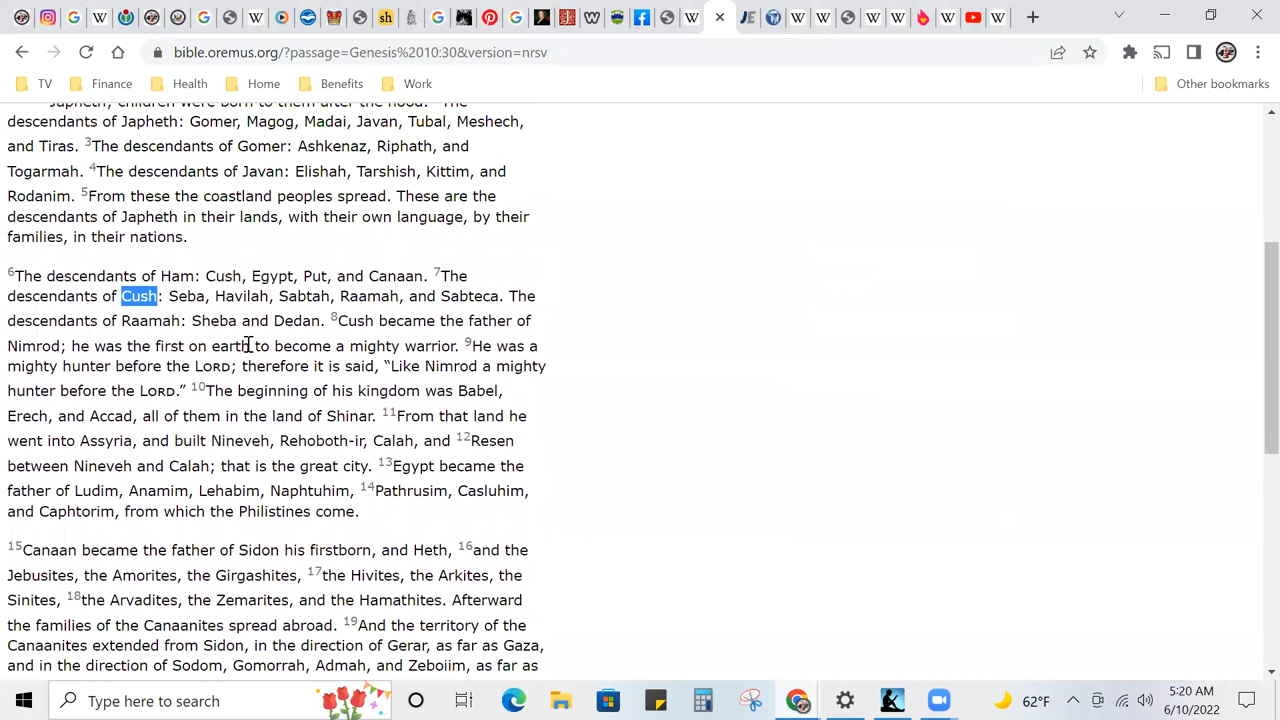 bible.oremus.org/?passage=Genesis%2010:30&version=nrsv
TV Finance Health Home Benefits Work Other bookmarks
Japheth, children were born to them after the flood. The
descendants of Japheth: Gomer, Magog, Madai, Javan, Tubal, Meshech,
and Tiras. 3The descendants of Gomer: Ashkenaz, Riphath, and
Togarmah. 4The descendants of Javan: Elishah, Tarshish, Kittim, and
Rodanim. 5From these the coastland peoples spread. These are the
descendants of Japheth in their lands, with their own language, by their
families, in their nations.
6The descendants of Ham: Cush, Egypt, Put, and Canaan. 7The
descendants of Cush: Seba, Havilah, Sabtah, Raamah, and Sabteca. The
descendants of Raamah: Sheba and Dedan. 8Cush became the father of
Nimrod; he was the first on earth to become a mighty warrior. 9He was a
mighty hunter before the LORD; therefore it is said, “Like Nimrod a mighty
hunter before the LORD.” 10The beginning of his kingdom was Babel,
Erech, and Accad, all of them in the land of Shinar. 11From that land he
went into Assyria, and built Nineveh, Rehoboth-ir, Calah, and 12Resen
between Nineveh and Calah; that is the great city. 13Egypt became the
father of Ludim, Anamim, Lehabim, Naphtuhim, 14Pathrusim, Casluhim,
and Caphtorim, from which the Philistines come.
15Canaan became the father of Sidon his firstborn, and Heth, 16and the
Jebusites, the Amorites, the Girgashites, 17the Hivites, the Arkites, the
Sinites, 18the Arvadites, the Zemarites, and the Hamathites. Afterward
the families of the Canaanites spread abroad. 19And the territory of the
Canaanites extended from Sidon, in the direction of Gerar, as far as Gaza,
and in the direction of Sodom, Gomorrah, Admah, and Zeboiim, as far as
Type here to search
62°F
5:20 AM
6/10/2022